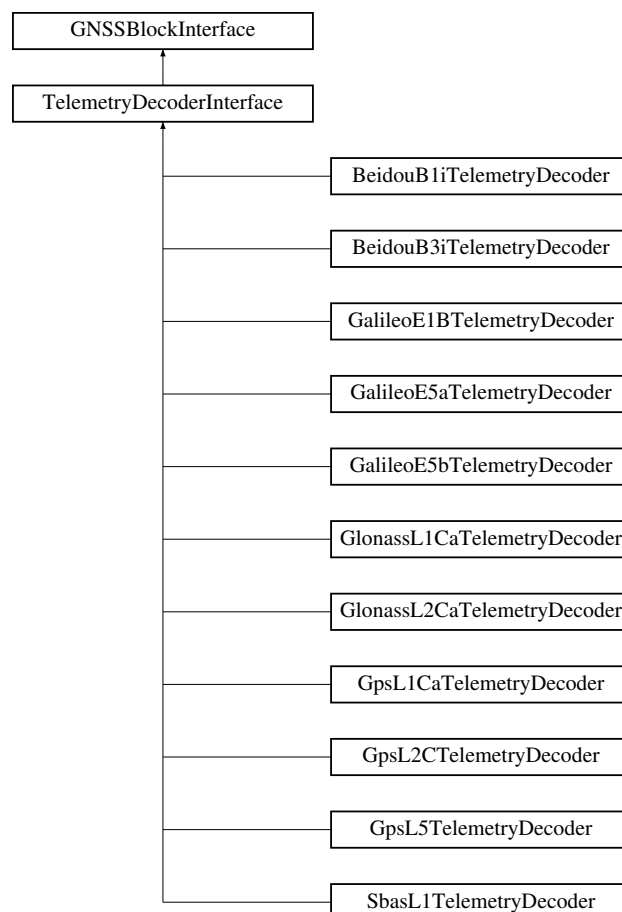 GNSSBlockInterface
TelemetryDecoderInterface
BeidouB1iTelemetryDecoder
BeidouB3iTelemetryDecoder
GalileoE1BTelemetryDecoder
GalileoE5aTelemetryDecoder
GalileoE5bTelemetryDecoder
GlonassL1CaTelemetryDecoder
GlonassL2CaTelemetryDecoder
GpsL1CaTelemetryDecoder
GpsL2CTelemetryDecoder
GpsL5TelemetryDecoder
SbasL1TelemetryDecoder